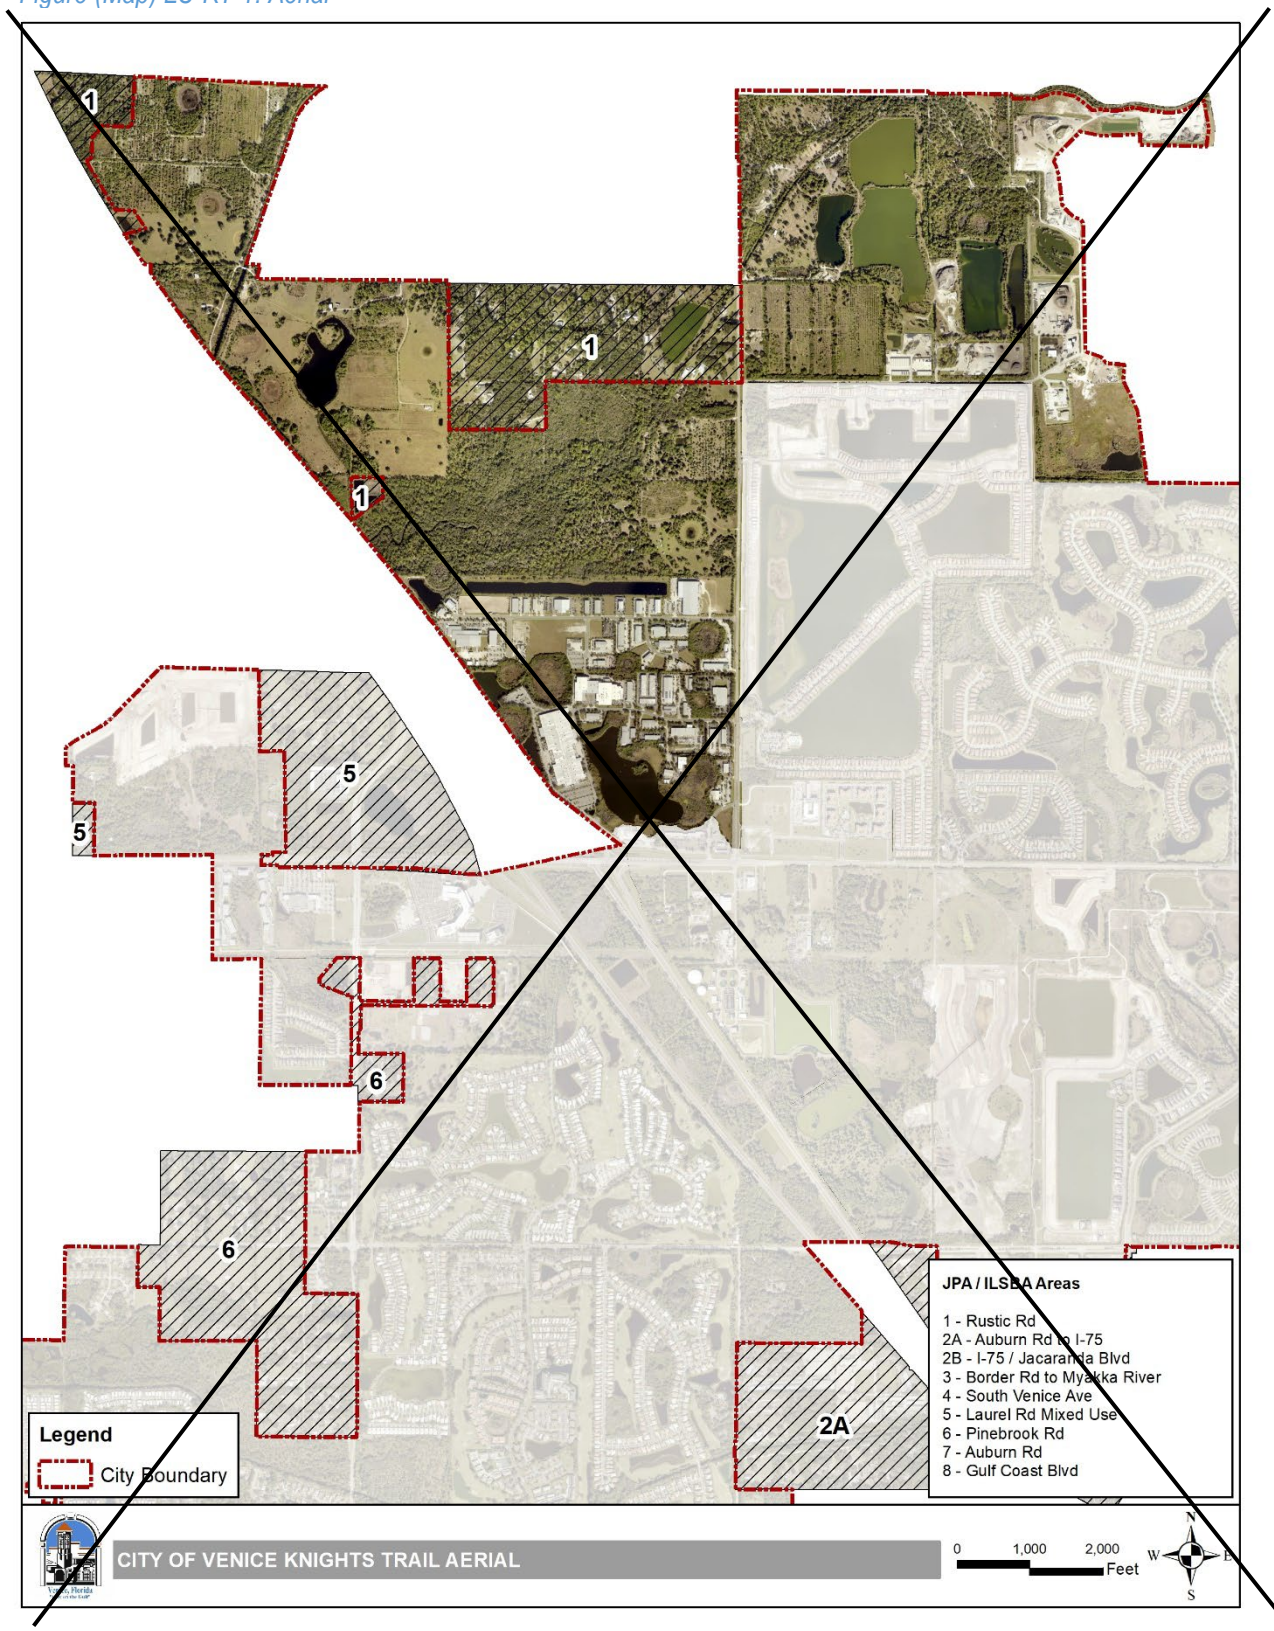 Figure (Map) LU-KT-1: Aerial
1
1
1
5
5
6
6
2A
JPA / ILSBA Areas
1 - Rustic Rd
2A - Auburn Rd to I-75
2B - I-75 / Jacaranda Blvd
3 - Border Rd to Myakka River
4 - South Venice Ave
5 - Laurel Rd Mixed Use
6 - Pinebrook Rd
7 - Auburn Rd
8 - Gulf Coast Blvd
Legend
City Boundary
CITY OF VENICE KNIGHTS TRAIL AERIAL
0 1,000 2,000
Feet
N
W E
S
Venice, Florida